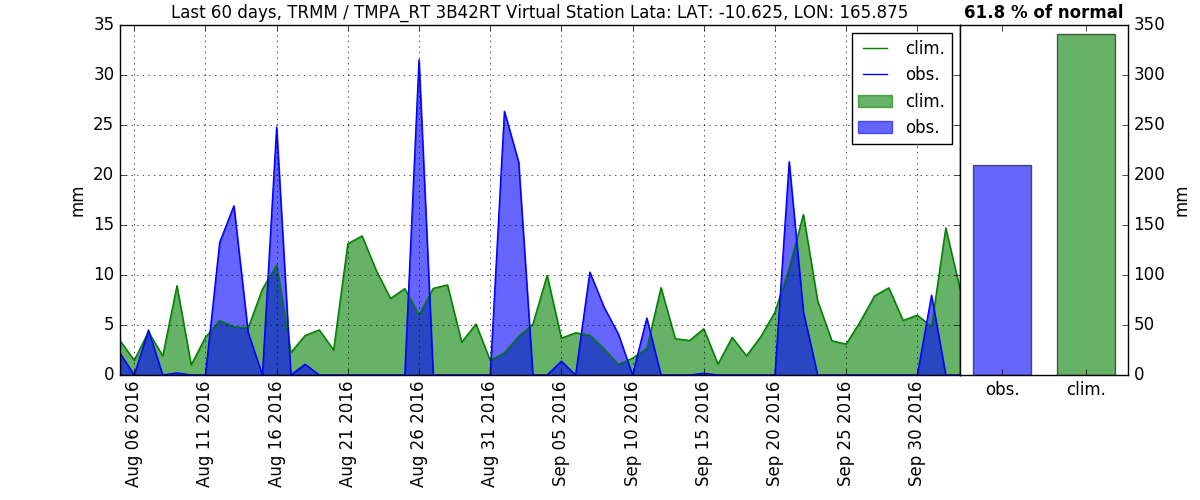 Last 60 days, TRMM / TMPA_RT 3B42RT Virtual Station Lata: LAT: -10.625, LON: 165.875
61.8 % of normal
35
30
25
20
15
10
5
0
mm
clim.
obs.
clim.
obs.
350
300
250
200
150
100
50
0
mm
Aug 06 2016
Aug 11 2016
Aug 16 2016
Aug 21 2016
Aug 26 2016
Aug 31 2016
Sep 05 2016
Sep 10 2016
Sep 15 2016
Sep 20 2016
Sep 25 2016
Sep 30 2016
obs.
clim.